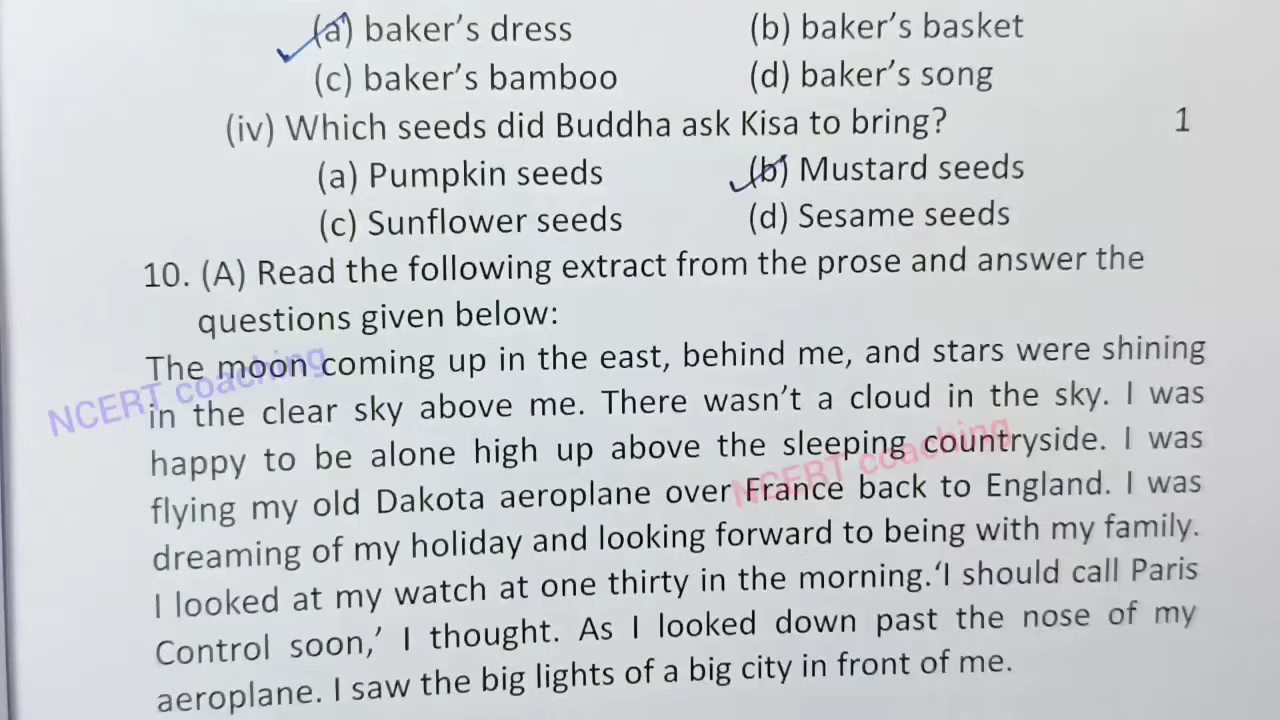 (a) baker's dress (b) baker's basket
(c) baker's bamboo (d) baker's song
(iv) Which seeds did Buddha ask Kisa to bring? 1
(a) Pumpkin seeds (b) Mustard seeds
(c) Sunflower seeds (d) Sesame seeds
10. (A) Read the following extract from the prose and answer the
questions given below:
The moon coming up in the east, behind me, and stars were shining
in the clear sky above me. There wasn't a cloud in the sky. I was
happy to be alone high up above the sleeping countryside. I was
flying my old Dakota aeroplane over France back to England. I was
dreaming of my holiday and looking forward to being with my family.
I looked at my watch at one thirty in the morning.'I should call Paris
Control soon,' I thought. As I looked down past the nose of my
aeroplane. I saw the big lights of a big city in front of me.
NCERT coaching
NCERT coaching